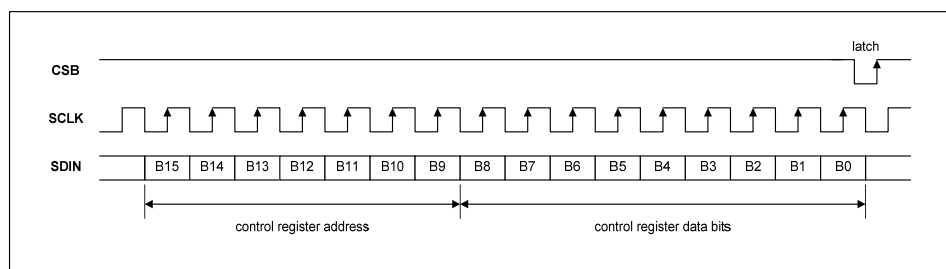 latch
CSB
SCLK
SDIN B15 B14 B13 B12 B11 B10 B9 B8 B7 B6 B5 B4 B3 B2 B1 B0
control register address control register data bits